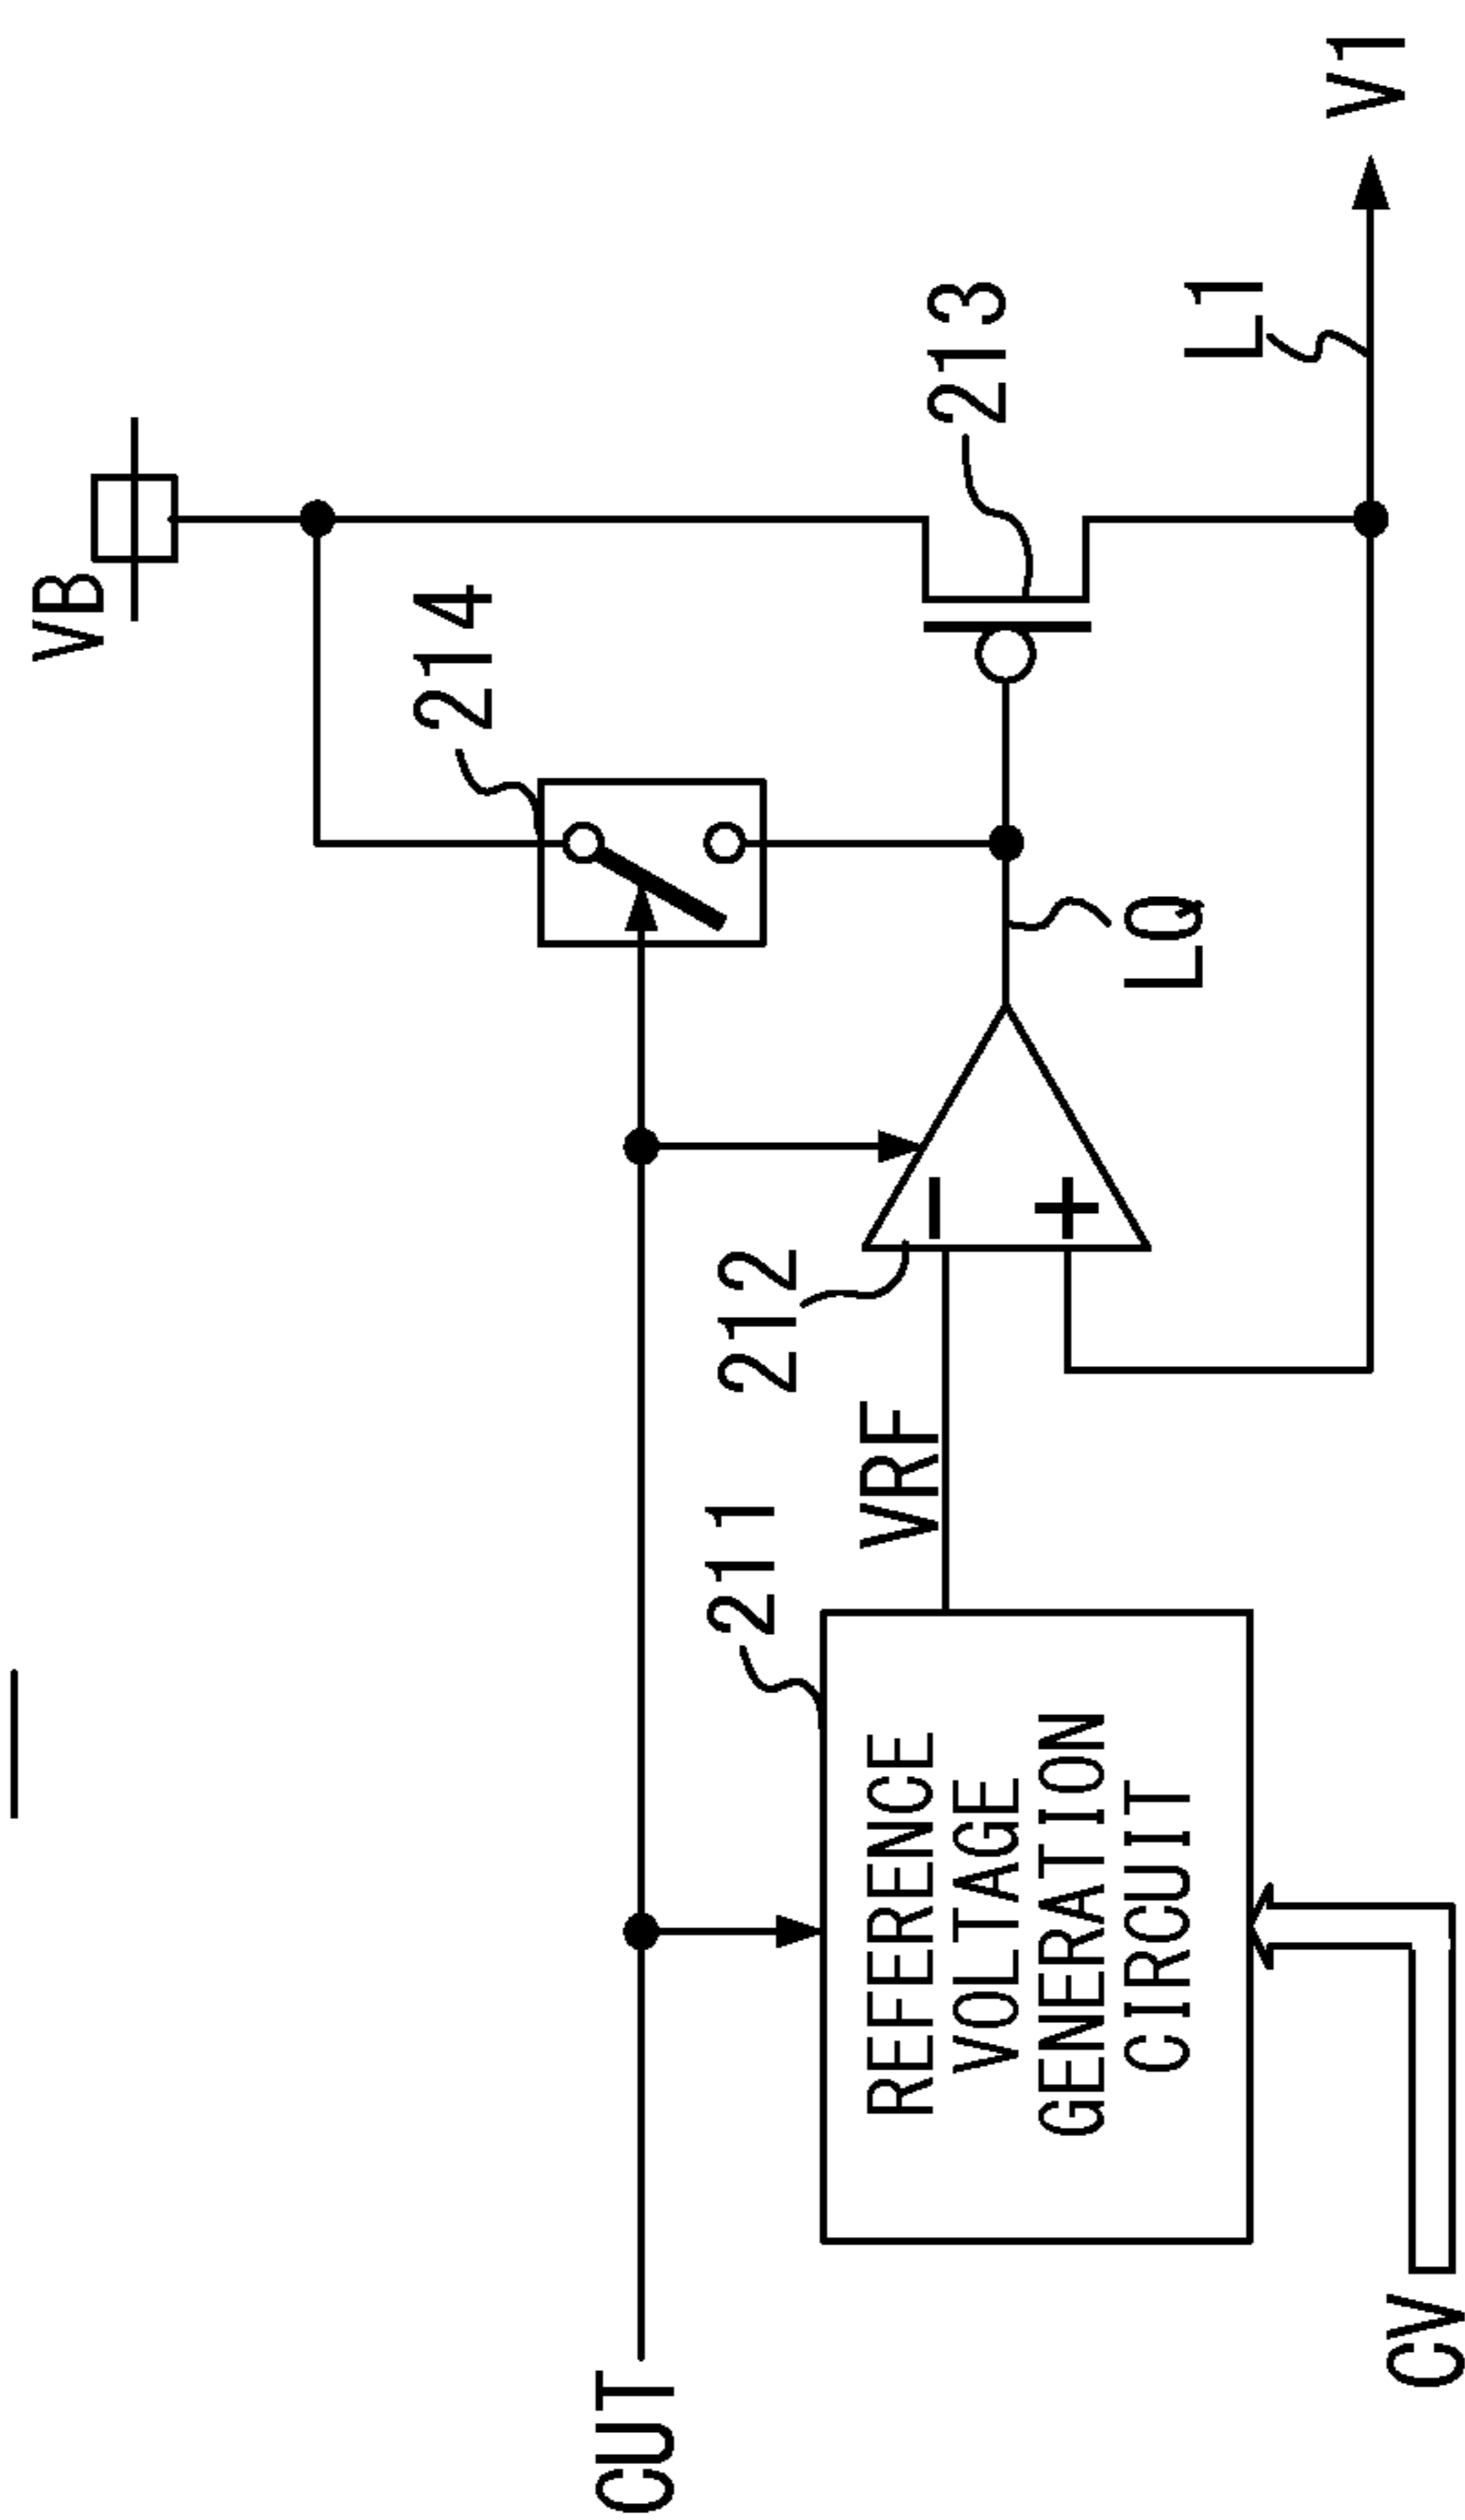 VB
214
213
CUT
212
LQ
L1
V1
211
VRF
REFERENCE
VOLTAGE
GENERATION
CIRCUIT
CV